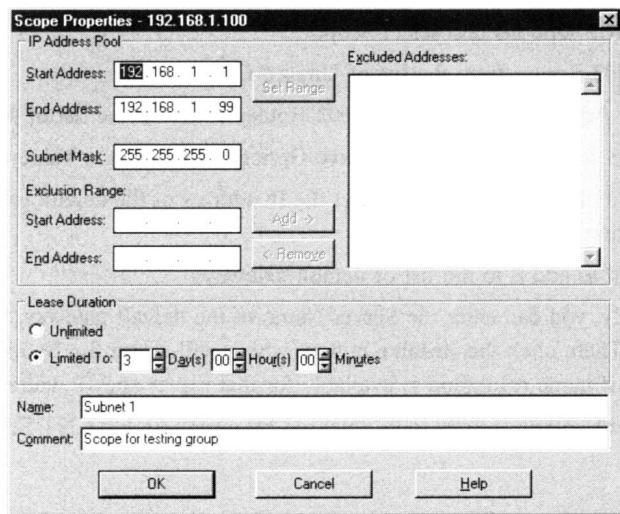 Scope Properties - 192.168.1.100
IP Address Pool
Start Address: 192 . 168 . 1 . 1
Set Range
End Address: 192 . 168 . 1 . 99
Subnet Mask: 255 . 255 . 255 . 0
Exclusion Range:
Start Address: . . .
Add ->
End Address: . . .
<- Remove
Excluded Addresses:
Lease Duration
Unlimited
Limited To: 3 Day(s) 00 Hour(s) 00 Minutes
Name: Subnet 1
Comment: Scope for testing group
OK Cancel Help